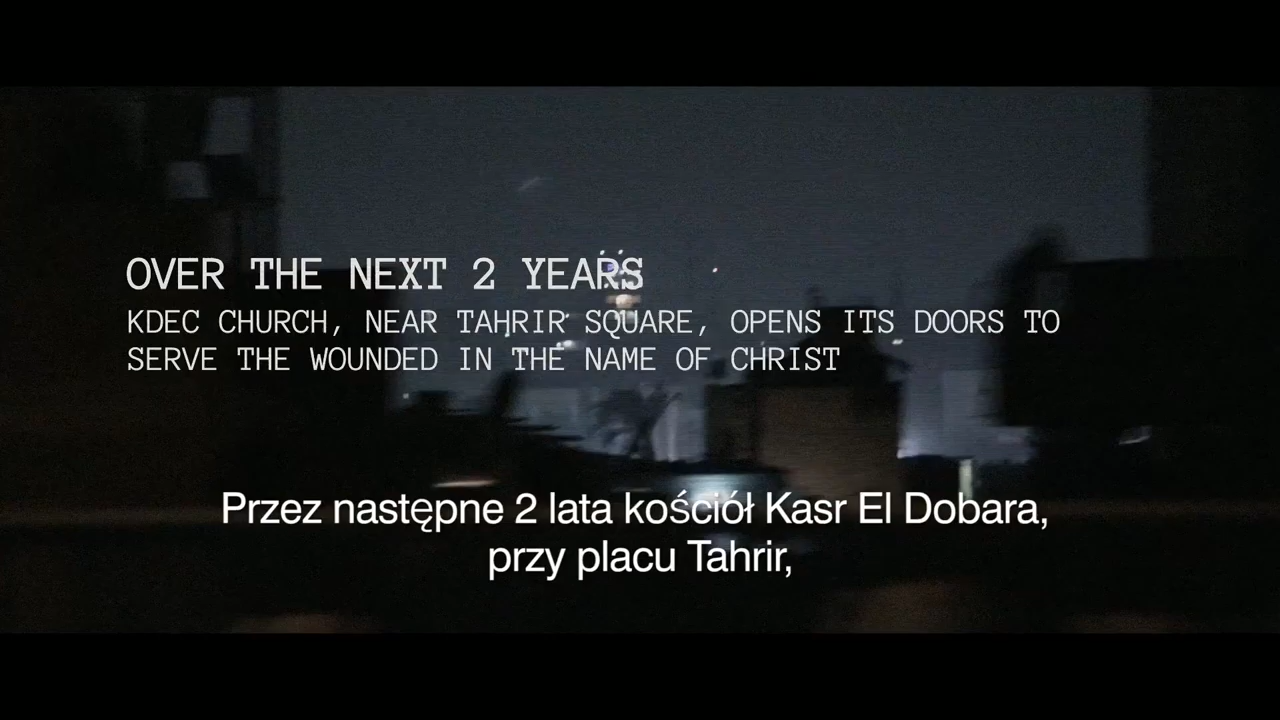 OVER THE NEXT 2 YEARS
KDEC CHURCH, NEAR TAHRIR SQUARE, OPENS ITS DOORS TO
SERVE THE WOUNDED IN THE NAME OF CHRIST
Przez następne 2 lata kościół Kasr El Dobara,
przy placu Tahrir,